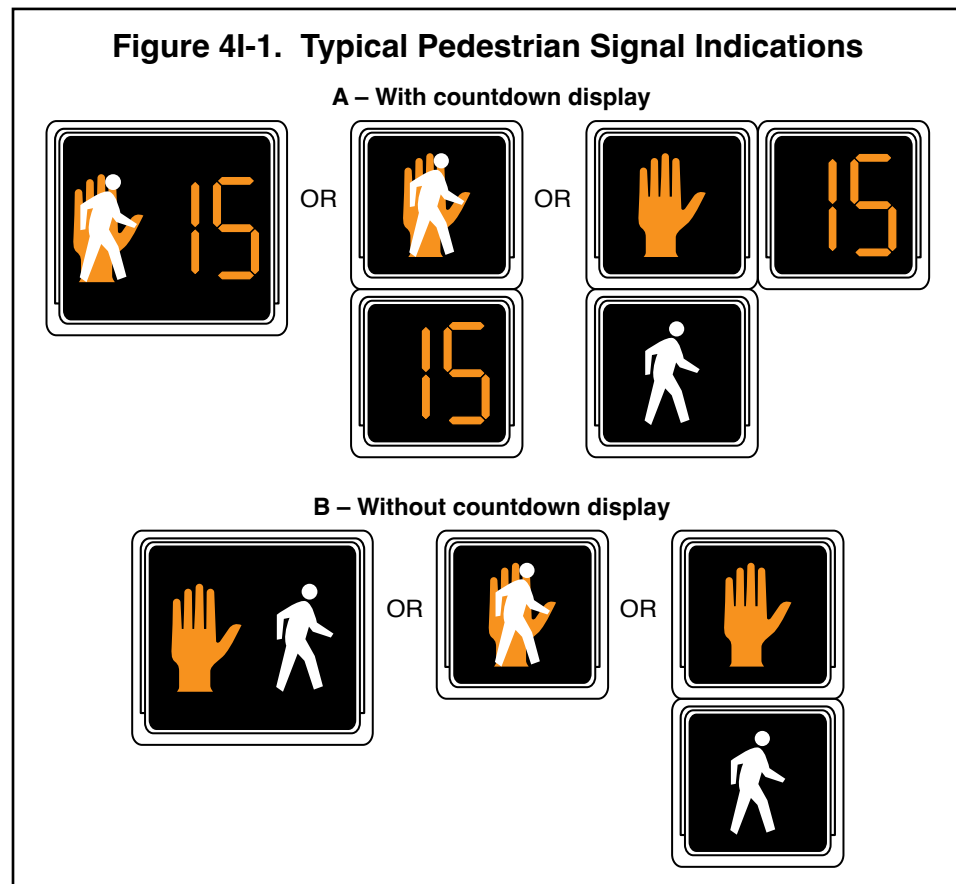 Figure 4I-1. Typical Pedestrian Signal Indications
A – With countdown display
15 OR OR 15
15
B – Without countdown display
OR OR